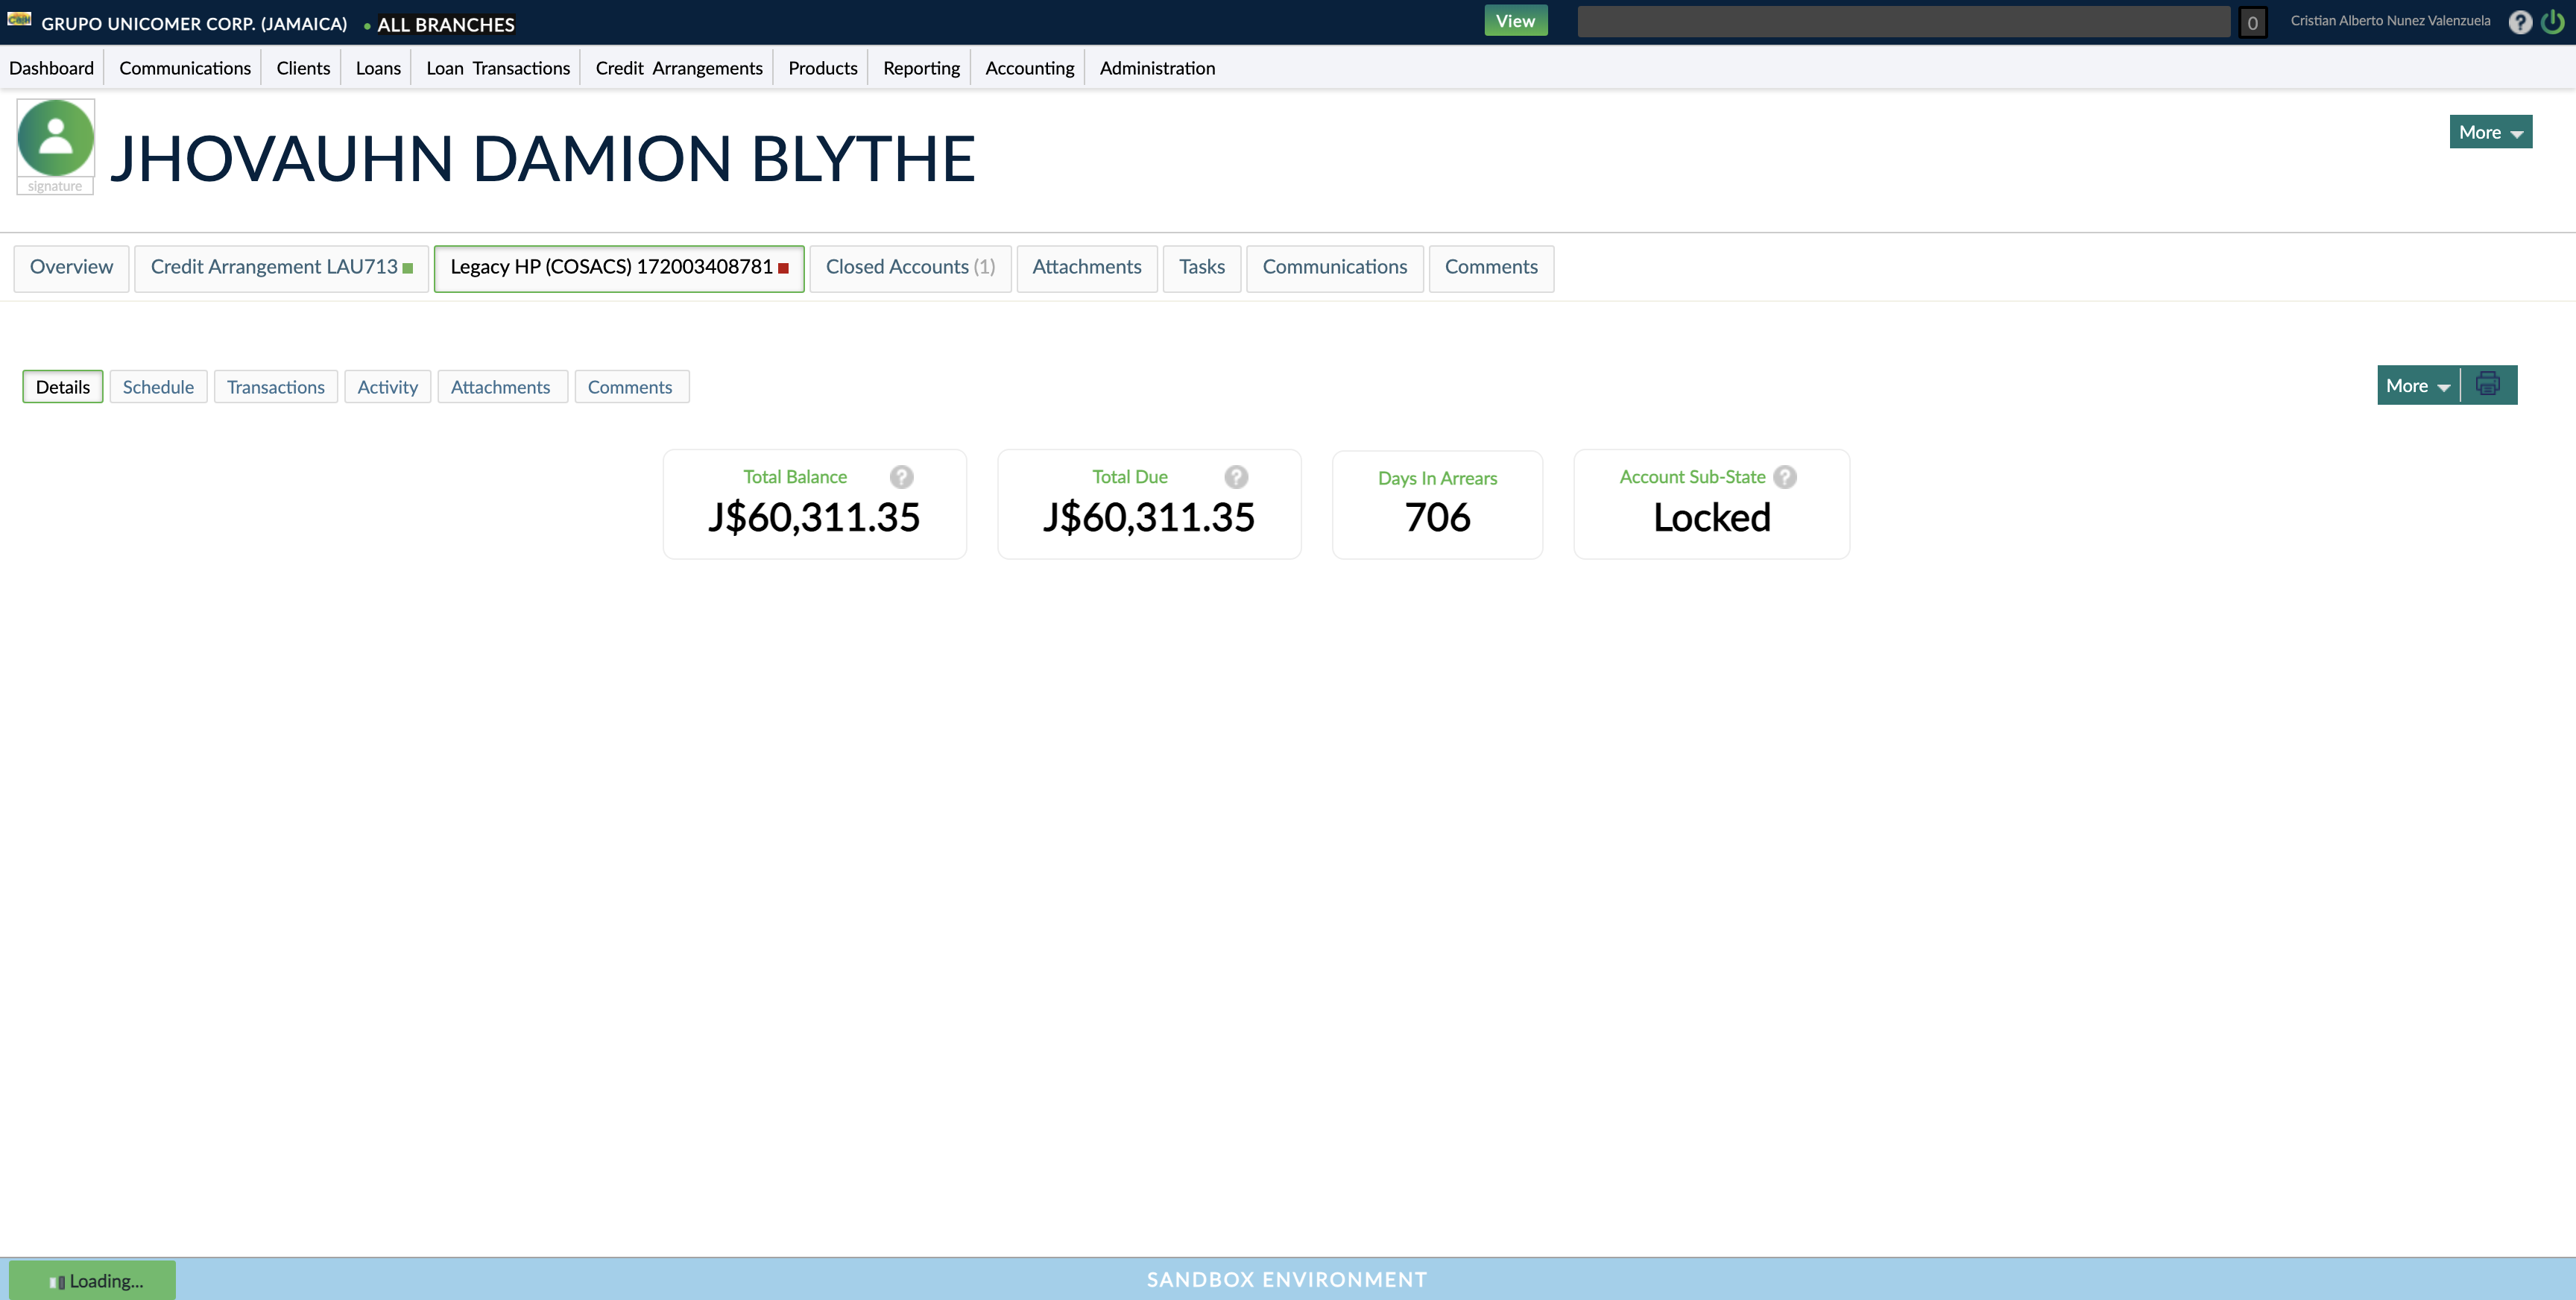 GRUPO UNICOMER CORP. (JAMAICA) • ALL BRANCHES View 0 Cristian Alberto Nunez Valenzuela ?
Dashboard Communications Clients Loans Loan Transactions Credit Arrangements Products Reporting Accounting Administration
signature
JHOVAUHN DAMION BLYTHE
More
Overview Credit Arrangement LAU713 Legacy HP (COSACS) 172003408781 Closed Accounts (1) Attachments Tasks Communications Comments
Details Schedule Transactions Activity Attachments Comments More
Total Balance ? Total Due ? Days In Arrears Account Sub-State ?
J$60,311.35 J$60,311.35 706 Locked
Loading... SANDBOX ENVIRONMENT